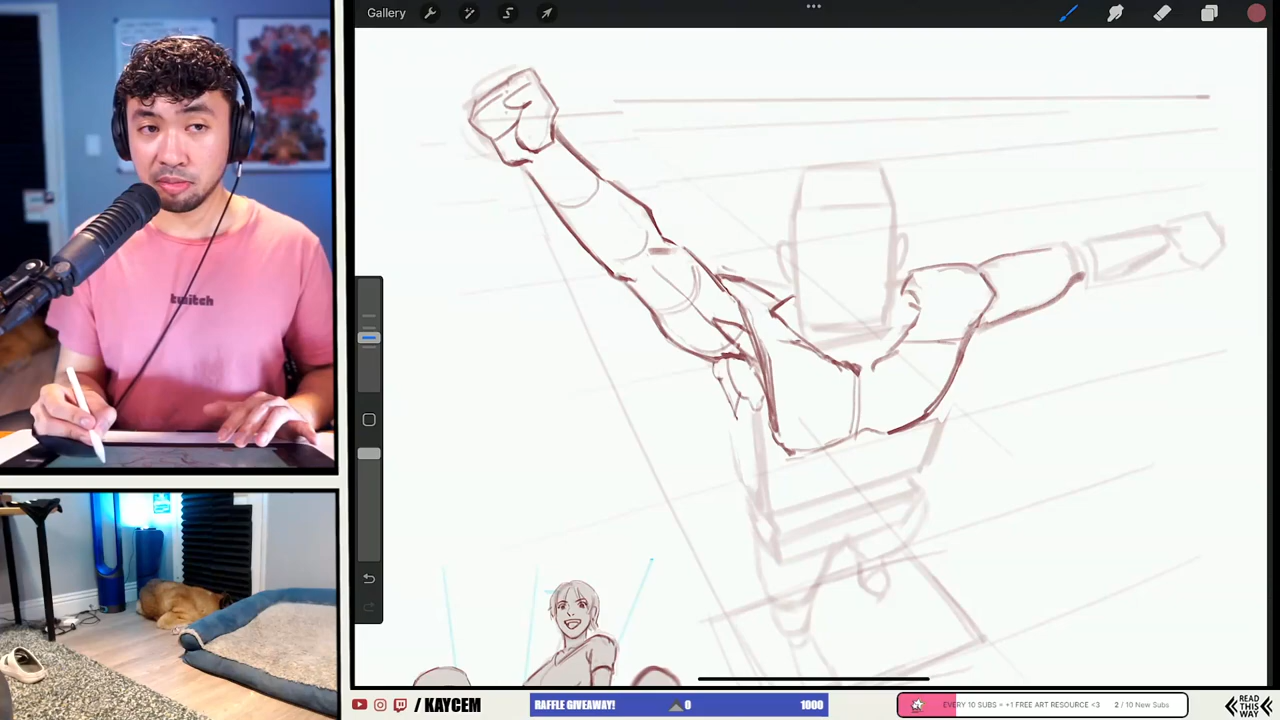 Gallery
twitch
/ KAYCEM
RAFFLE GIVEAWAY!
0
1000
EVERY 10 SUBS = +1 FREE ART RESOURCE <3
2 / 10 New Subs
READ
THIS
WAY